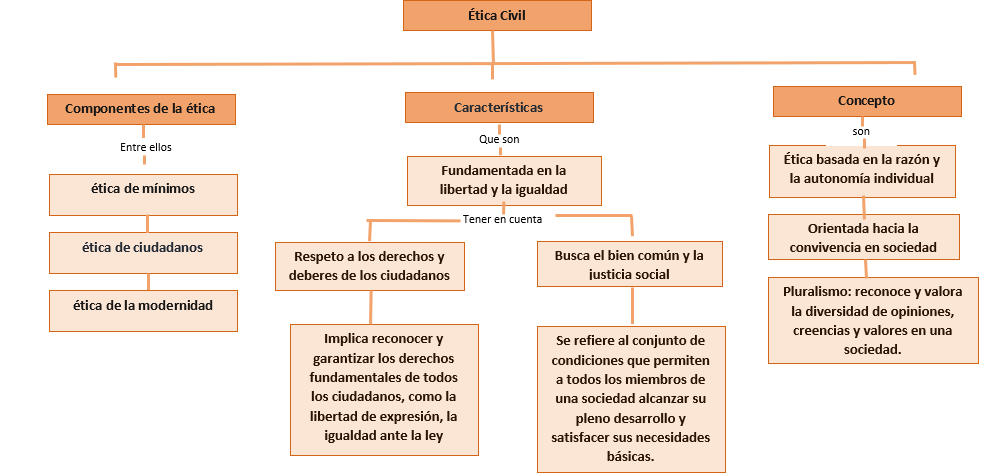 Ética Civil
Componentes de la ética
Entre ellos
ética de mínimos
ética de ciudadanos
ética de la modernidad
Características
Que son
Fundamentada en la
libertad y la igualdad
Tener en cuenta
Respeto a los derechos y
deberes de los ciudadanos
Implica reconocer y
garantizar los derechos
fundamentales de todos
los ciudadanos, como la
libertad de expresión, la
igualdad ante la ley
Busca el bien común y la
justicia social
Se refiere al conjunto de
condiciones que permiten
a todos los miembros de
una sociedad alcanzar su
pleno desarrollo y
satisfacer sus necesidades
básicas.
Concepto
son
Ética basada en la razón y
la autonomía individual
Orientada hacia la
convivencia en sociedad
Pluralismo: reconoce y valora
la diversidad de opiniones,
creencias y valores en una
sociedad.